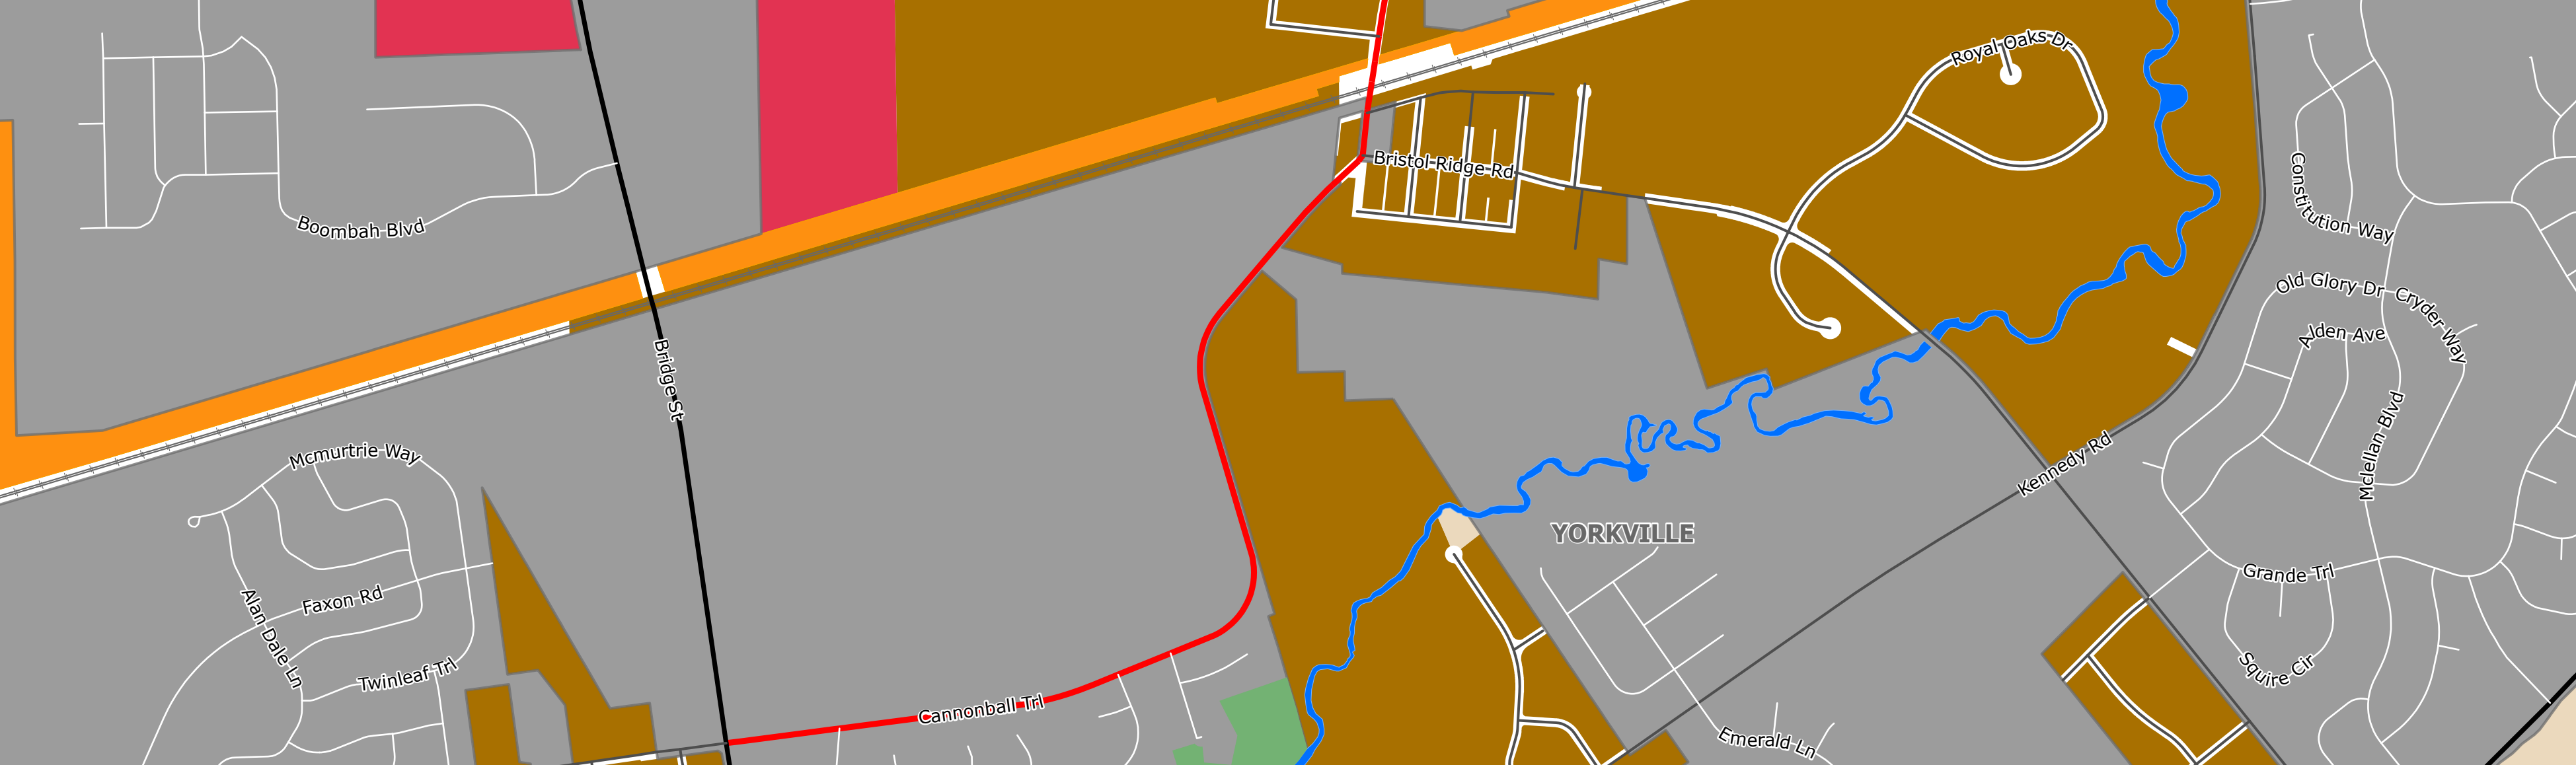 Royal Oaks Dr
Bristol Ridge Rd
Constitution Way
Boombah Blvd
Old Glory Dr
Cryder Way
Alden Ave
Bridge St
Mclellan Blvd
Mcmurtrie Way
Kennedy Rd
YORKVILLE
Grande Trl
Faxon Rd
Alan Dale Ln
Twinleaf Trl
Squire Cir
Cannonball Trl
Emerald Ln